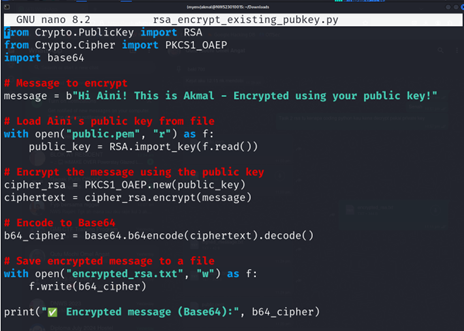 GNU nano 8.2 rsa_encrypt_existing_pubkey.py
from Crypto.PublicKey import RSA
from Crypto.Cipher import PKCS1_OAEP
import base64
# Message to encrypt
message = b"Hi Aini! This is Akmal - Encrypted using your public key!"
# Load Aini's public key from file
with open("public.pem", "r") as f:
    public_key = RSA.import_key(f.read())
# Encrypt the message using the public key
cipher_rsa = PKCS1_OAEP.new(public_key)
ciphertext = cipher_rsa.encrypt(message)
# Encode to Base64
b64_cipher = base64.b64encode(ciphertext).decode()
# Save encrypted message to a file
with open("encrypted_rsa.txt", "w") as f:
    f.write(b64_cipher)
print("✅ Encrypted message (Base64):", b64_cipher)